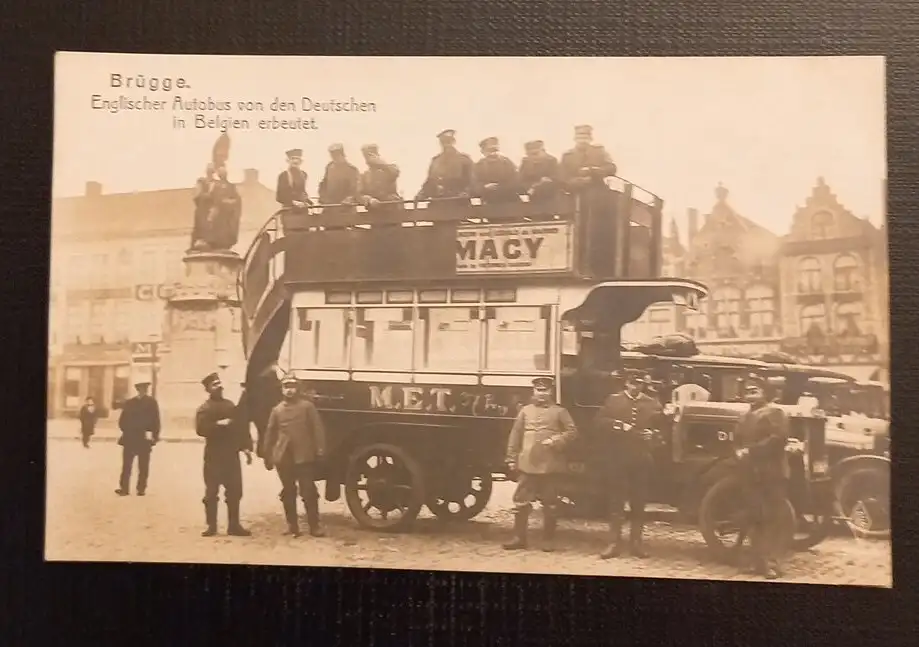 Brügge.
Englischer Autobus von den Deutschen
in Belgien erbeutet.
MACY
M.E.T.